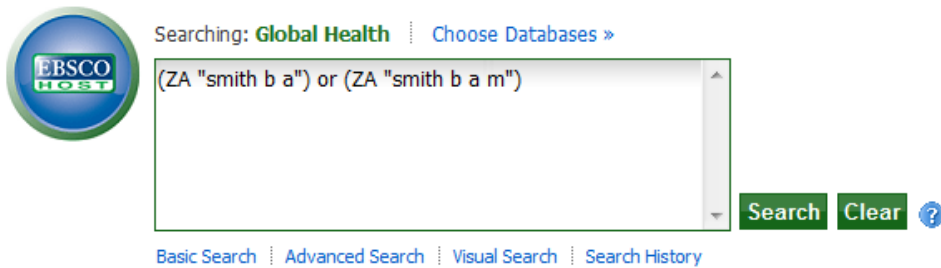 Searching: Global Health Choose Databases »
EBSCO
HOST
(ZA "smith b a") or (ZA "smith b a m")
Search Clear ?
Basic Search Advanced Search Visual Search Search History